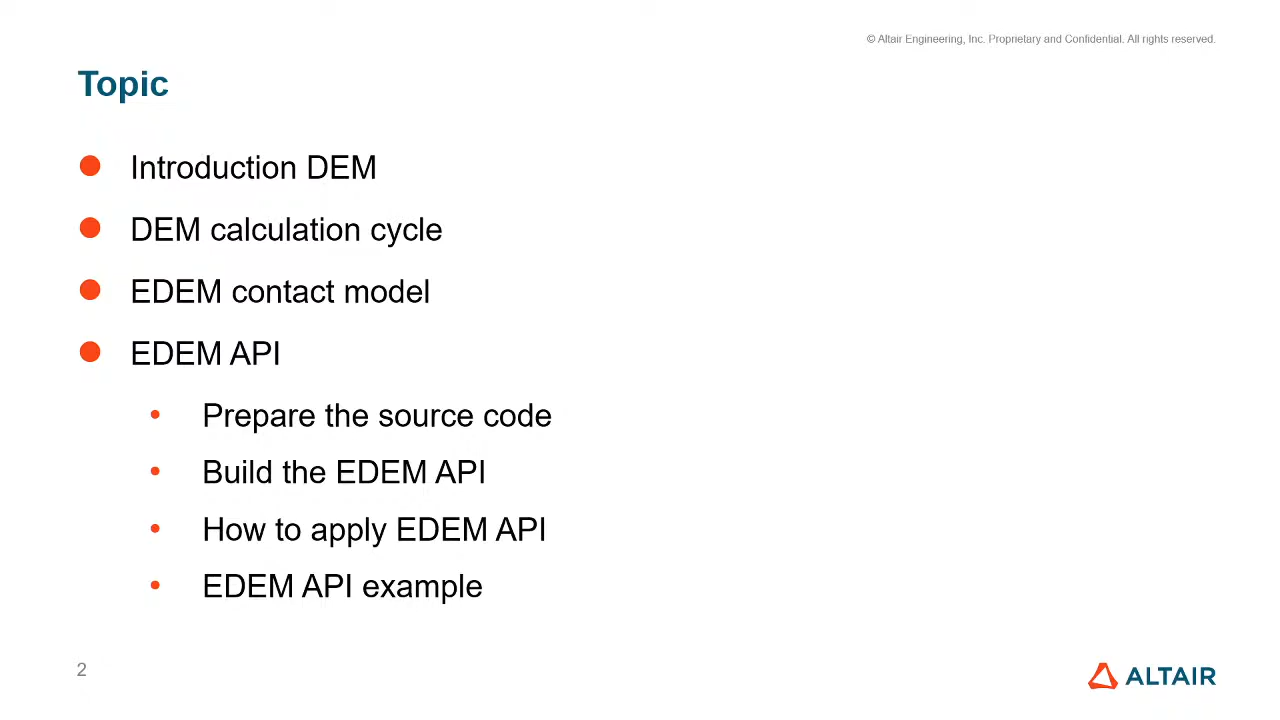 © Altair Engineering, Inc. Proprietary and Confidential. All rights reserved.
Topic
Introduction DEM
DEM calculation cycle
EDEM contact model
EDEM API
Prepare the source code
Build the EDEM API
How to apply EDEM API
EDEM API example
2
ALTAIR